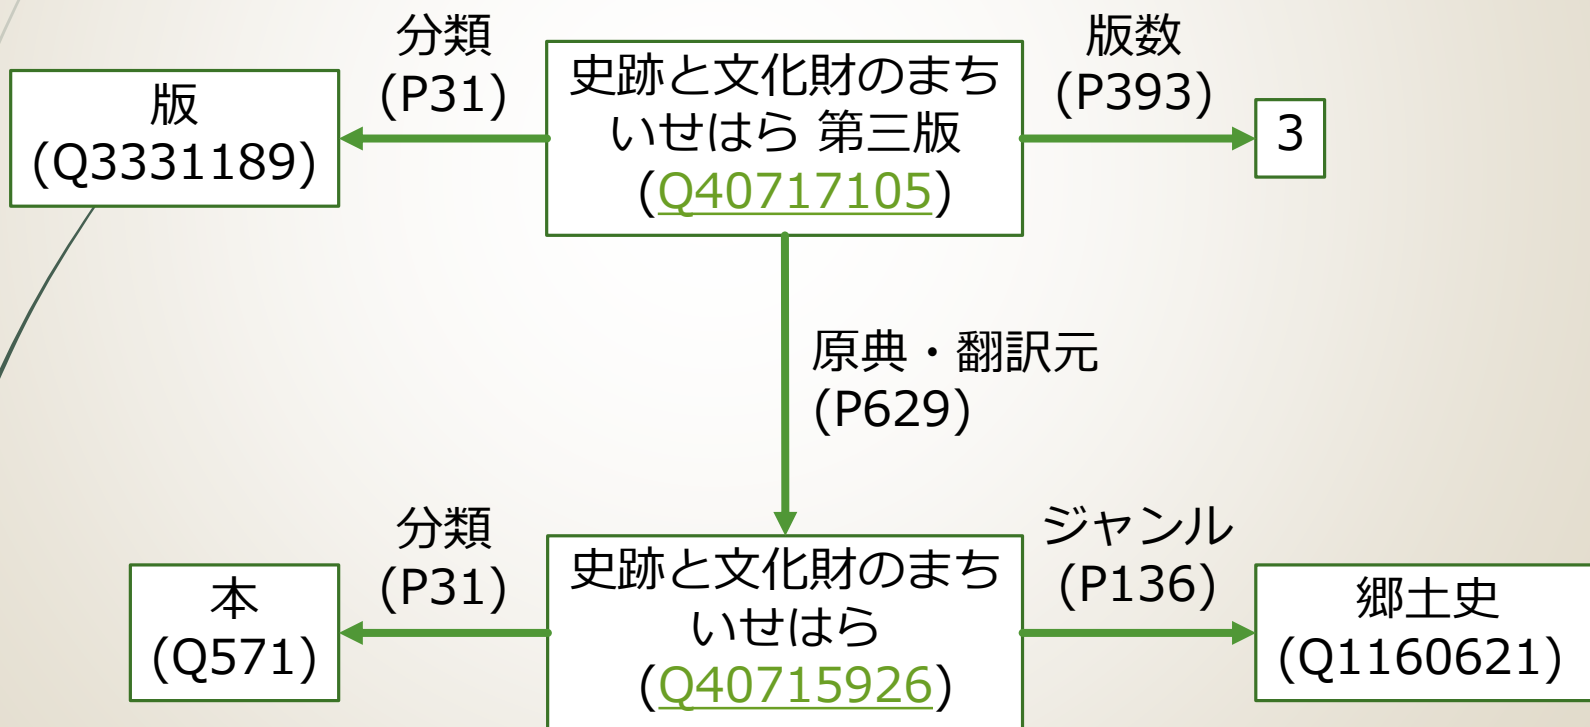 版
(Q3331189)
分類
(P31)
史跡と文化財のまち
いせはら 第三版
(Q40717105)
版数
(P393)
3
原典・翻訳元
(P629)
本
(Q571)
分類
(P31)
史跡と文化財のまち
いせはら
(Q40715926)
ジャンル
(P136)
郷土史
(Q1160621)